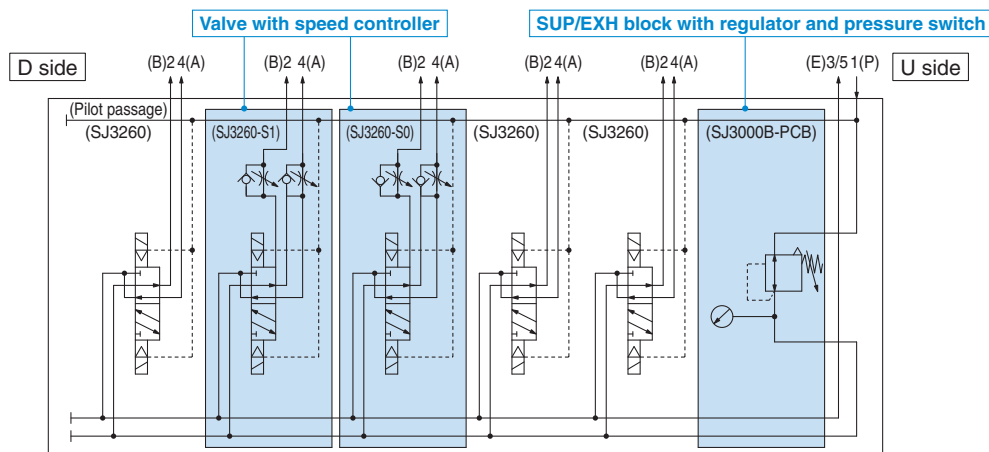 Valve with speed controller
SUP/EXH block with regulator and pressure switch
D side
(B)2 4(A)
(B)2 4(A)
(B)2 4(A)
(B)2 4(A)
(B)2 4(A)
(E)3/5 1(P)
U side
(Pilot passage)
(SJ3260)
(SJ3260-S1)
(SJ3260-S0)
(SJ3260)
(SJ3260)
(SJ3000B-PCB)